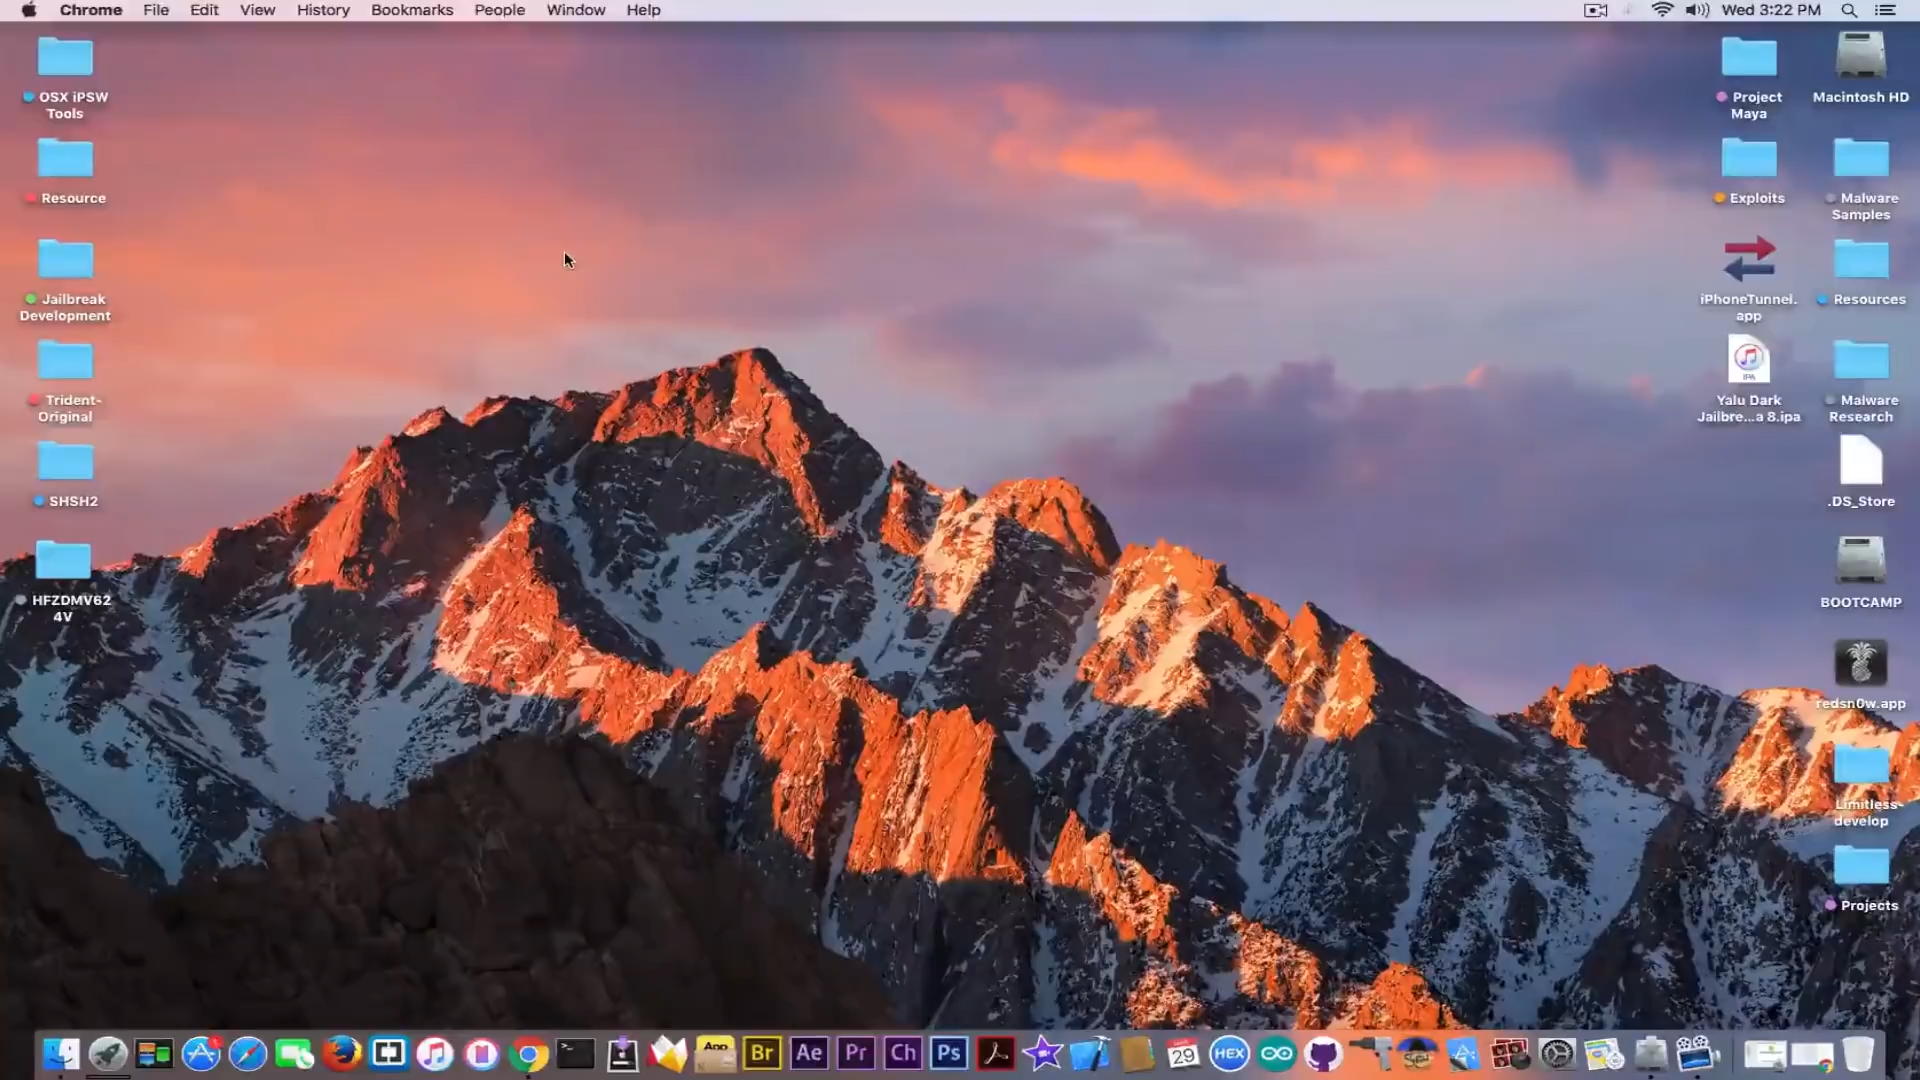 Chrome File Edit View History Bookmarks People Window Help
Wed 3:22 PM
OSX iPSW
Tools
Resource
Jailbreak
Development
Trident-
Original
SHSH2
HFZDMV62
4V
Project
Maya
Macintosh HD
Exploits
Malware
Samples
iPhoneTunnel.
app
Resources
IPA
Yalu Dark
Jailbre...a 8.ipa
Malware
Research
.DS_Store
BOOTCAMP
redsn0w.app
Limitless-
develop
Projects
>_
App
Br
Ae
Pr
Ch
Ps
29
HEX